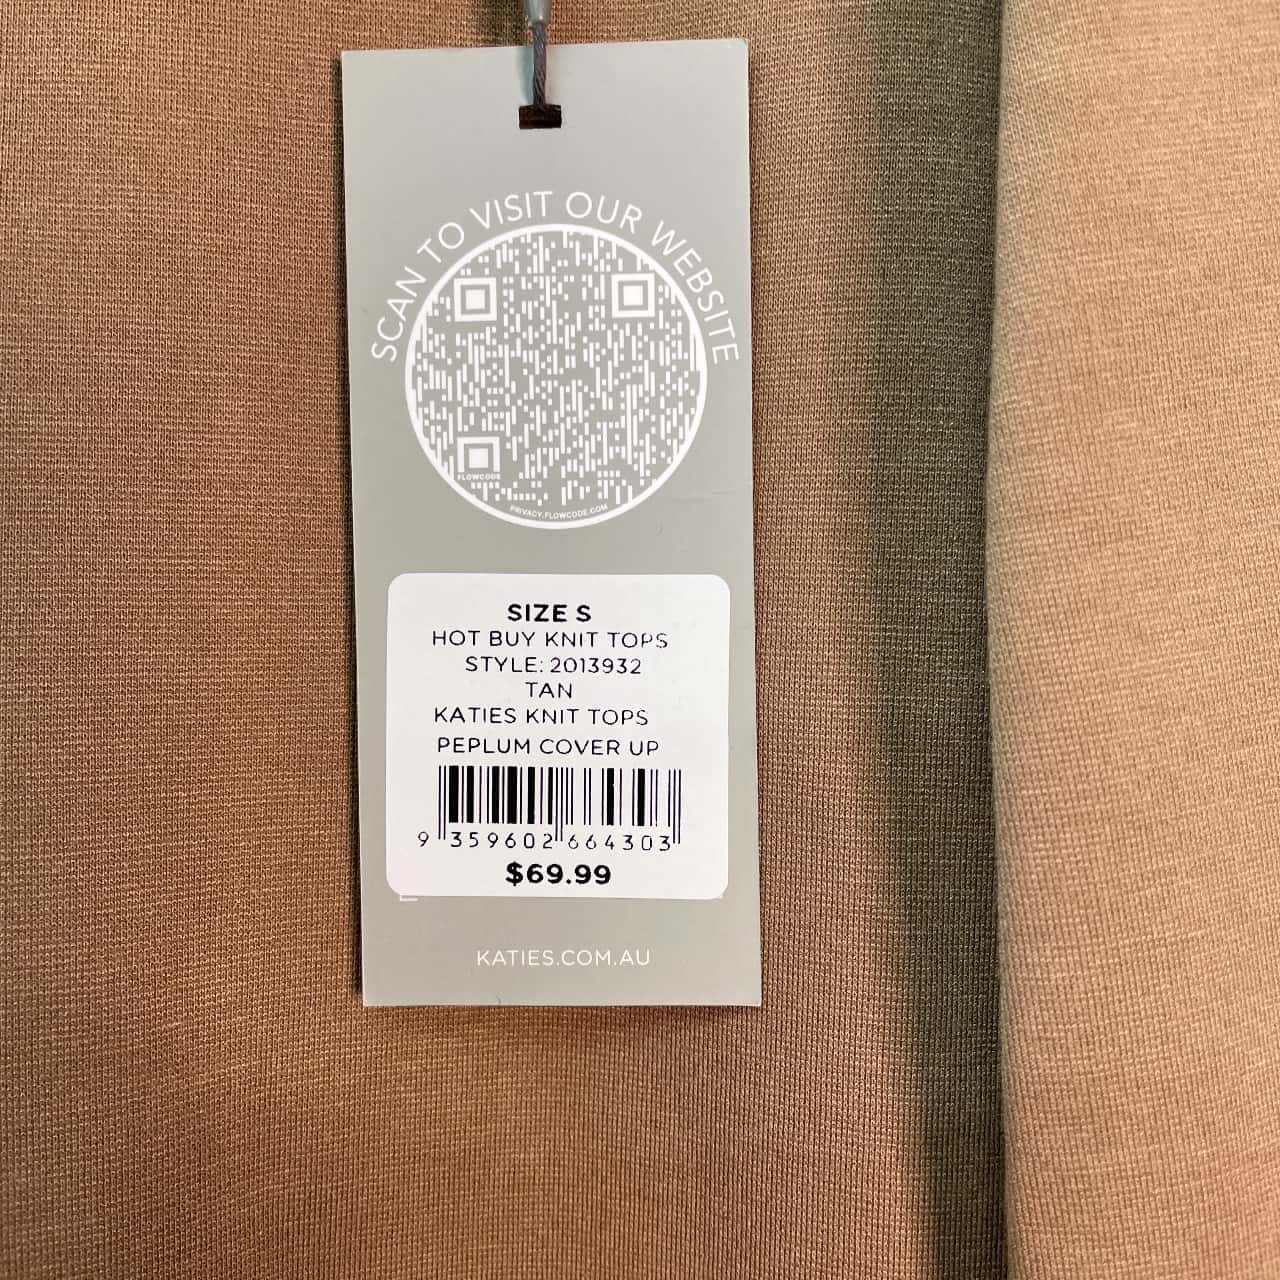 SCAN TO VISIT OUR WEBSITE
FLOWCODE
PRIVACY.FLOWCODE.COM
SIZE S
HOT BUY KNIT TOPS
STYLE: 2013932
TAN
KATIES KNIT TOPS
PEPLUM COVER UP
9 359602 664303
$69.99
KATIES.COM.AU